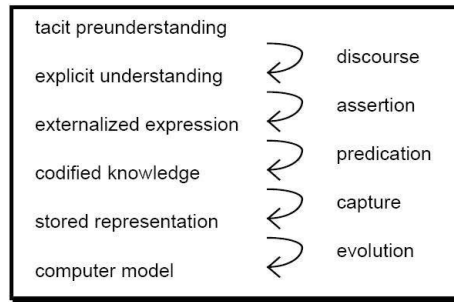 tacit preunderstanding
discourse
explicit understanding
assertion
externalized expression
predication
codified knowledge
capture
stored representation
evolution
computer model